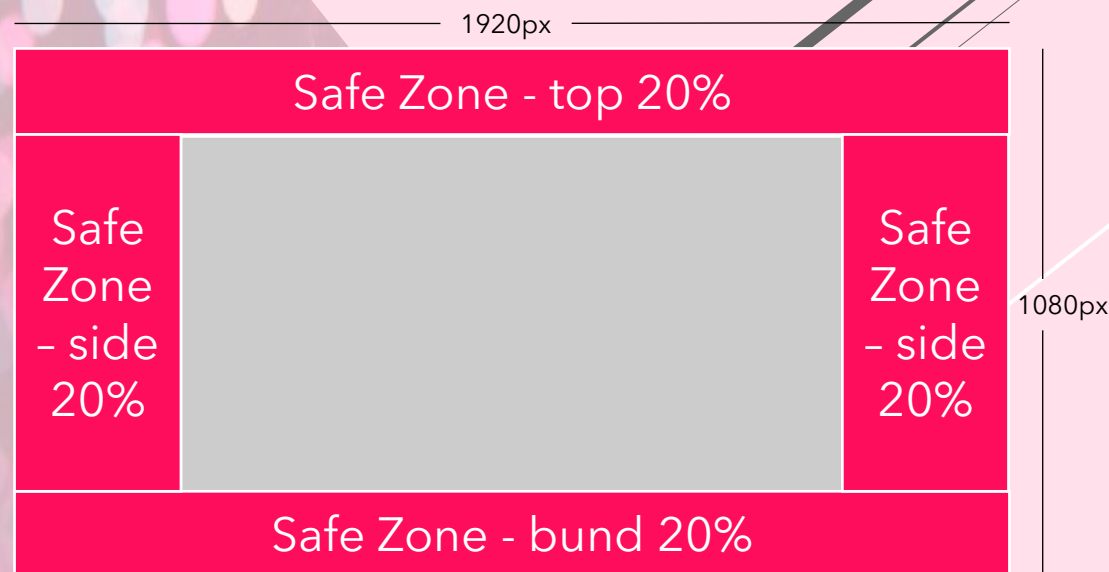 1920px
Safe Zone - top 20%
Safe
Zone
– side
20%
Safe
Zone
– side
20%
1080px
Safe Zone - bund 20%